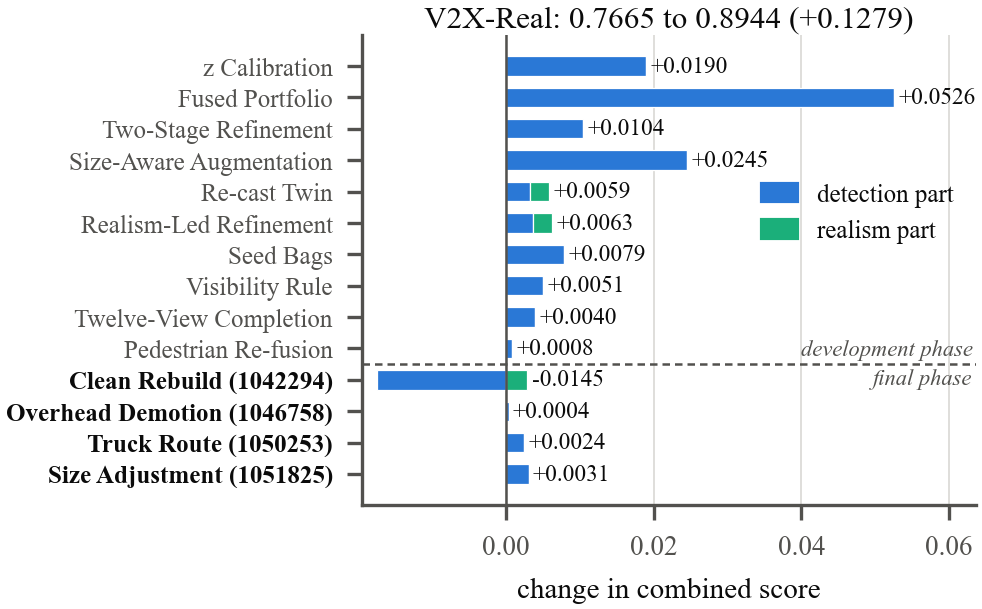 V2X-Real: 0.7665 to 0.8944 (+0.1279)
z Calibration +0.0190
Fused Portfolio +0.0526
Two-Stage Refinement +0.0104
Size-Aware Augmentation +0.0245
Re-cast Twin +0.0059
detection part
Realism-Led Refinement +0.0063
realism part
Seed Bags +0.0079
Visibility Rule +0.0051
Twelve-View Completion +0.0040
Pedestrian Re-fusion +0.0008
development phase
Clean Rebuild (1042294) -0.0145
final phase
Overhead Demotion (1046758) +0.0004
Truck Route (1050253) +0.0024
Size Adjustment (1051825) +0.0031
0.00 0.02 0.04 0.06
change in combined score